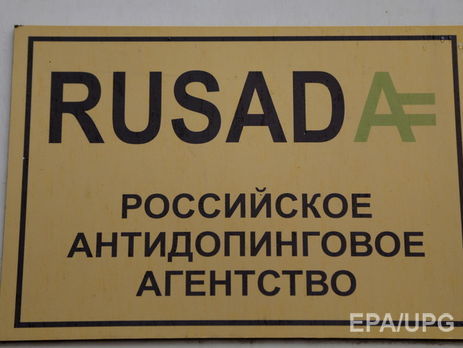 RUSADA
РОССИЙСКОЕ
АНТИДОПИНГОВОЕ
АГЕНТСТВО
EPA/UPG